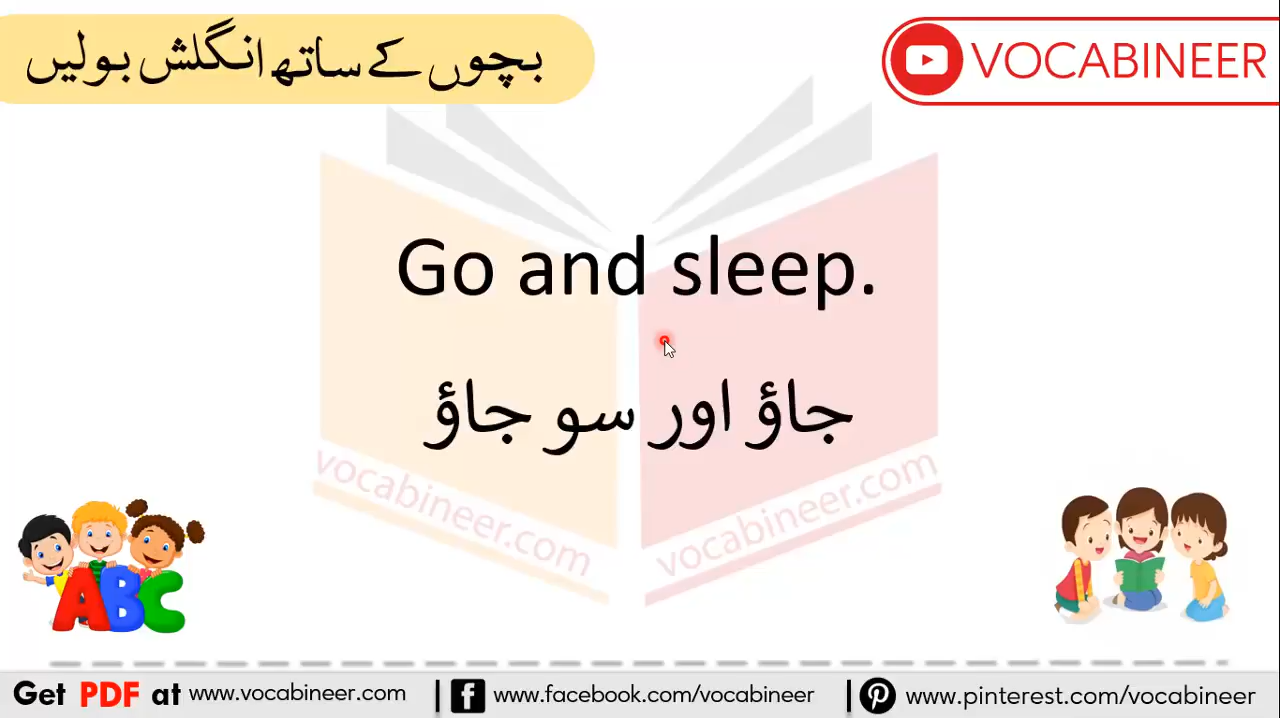 بچوں کے ساتھ انگلش بولیں
VOCABINEER
Go and sleep.
جاؤ اور سو جاؤ
vocabineer.com
vocabineer.com
ABC
Get PDF at www.vocabineer.com
www.facebook.com/vocabineer
www.pinterest.com/vocabineer